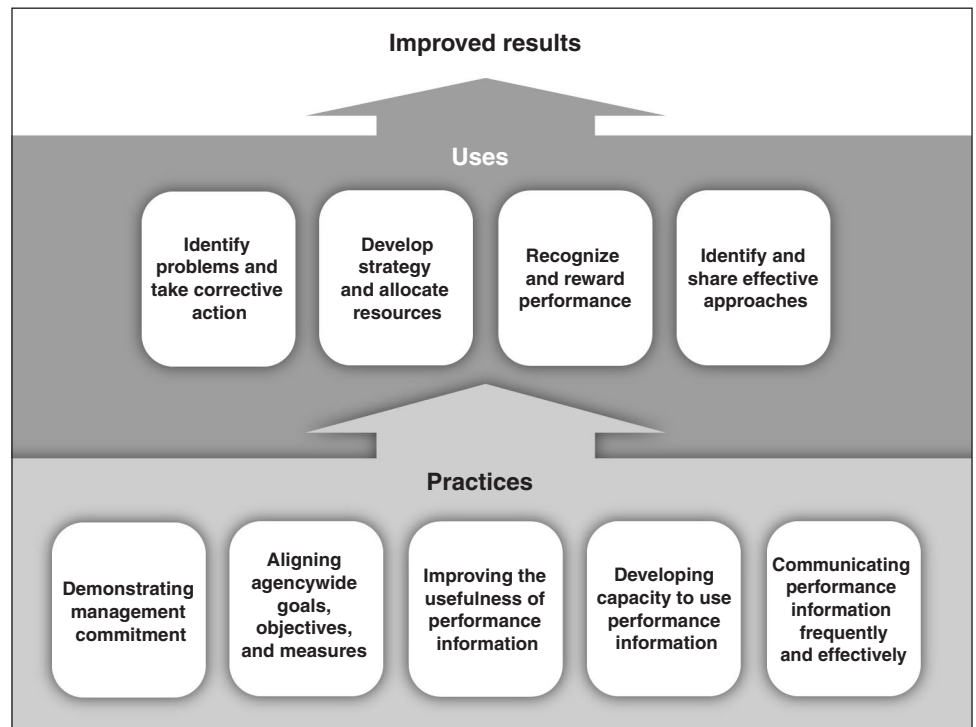 Improved results
Uses
Identify
problems and
take corrective
action
Develop
strategy
and allocate
resources
Recognize
and reward
performance
Identify and
share effective
approaches
Practices
Demonstrating
management
commitment
Aligning
agencywide
goals,
objectives,
and measures
Improving the
usefulness of
performance
information
Developing
capacity to use
performance
information
Communicating
performance
information
frequently
and effectively